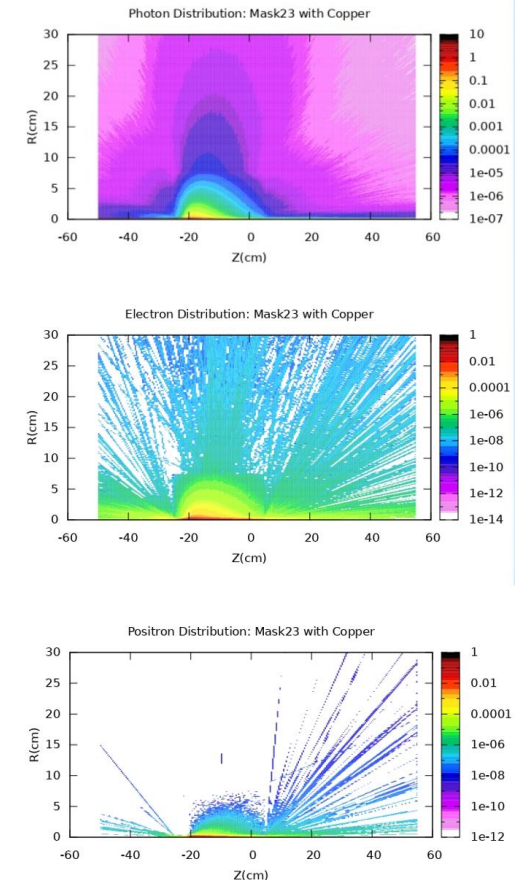 Photon Distribution: Mask23 with Copper
30
25
20
15
10
5
0
R(cm)
-60 -40 -20 0 20 40 60
Z(cm)
10
1
0.1
0.01
0.001
0.0001
1e-05
1e-06
1e-07
Electron Distribution: Mask23 with Copper
30
25
20
15
10
5
0
R(cm)
-60 -40 -20 0 20 40 60
Z(cm)
1
0.01
0.0001
1e-06
1e-08
1e-10
1e-12
1e-14
Positron Distribution: Mask23 with Copper
30
25
20
15
10
5
0
R(cm)
-60 -40 -20 0 20 40 60
Z(cm)
1
0.01
0.0001
1e-06
1e-08
1e-10
1e-12